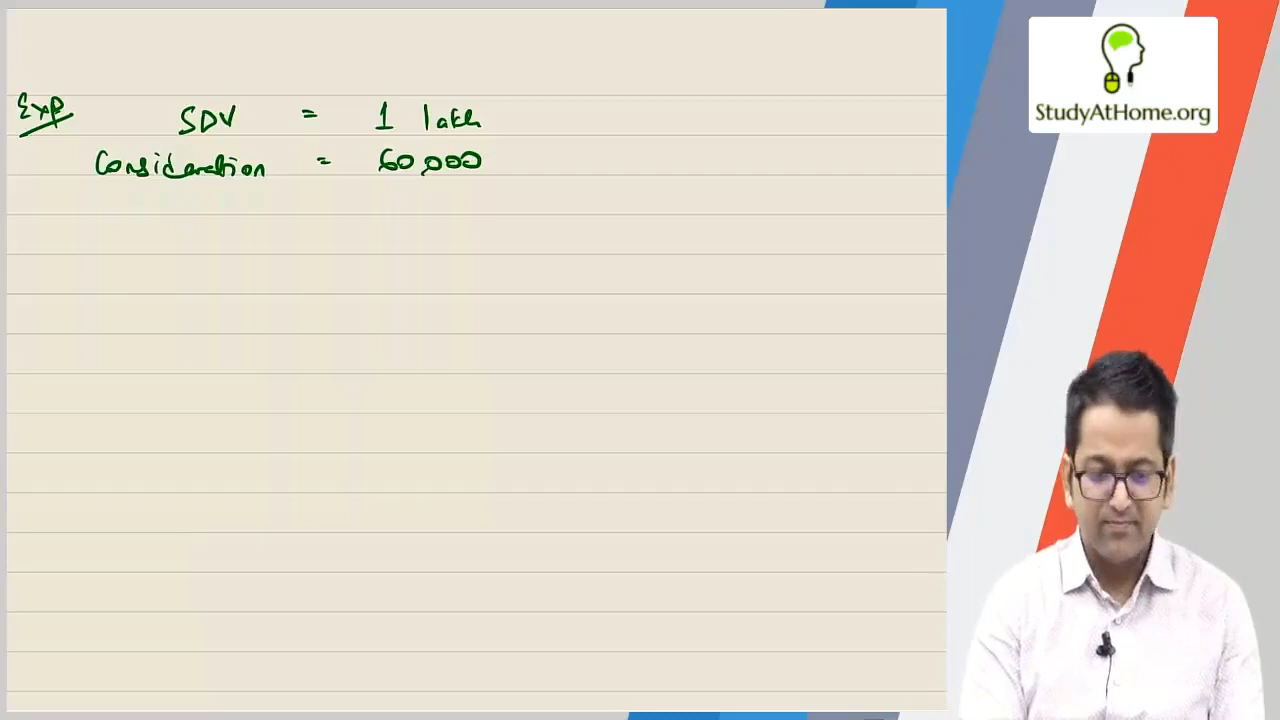 Exp SDV = 1 lakh
Consideration = 60,000
StudyAtHome.org